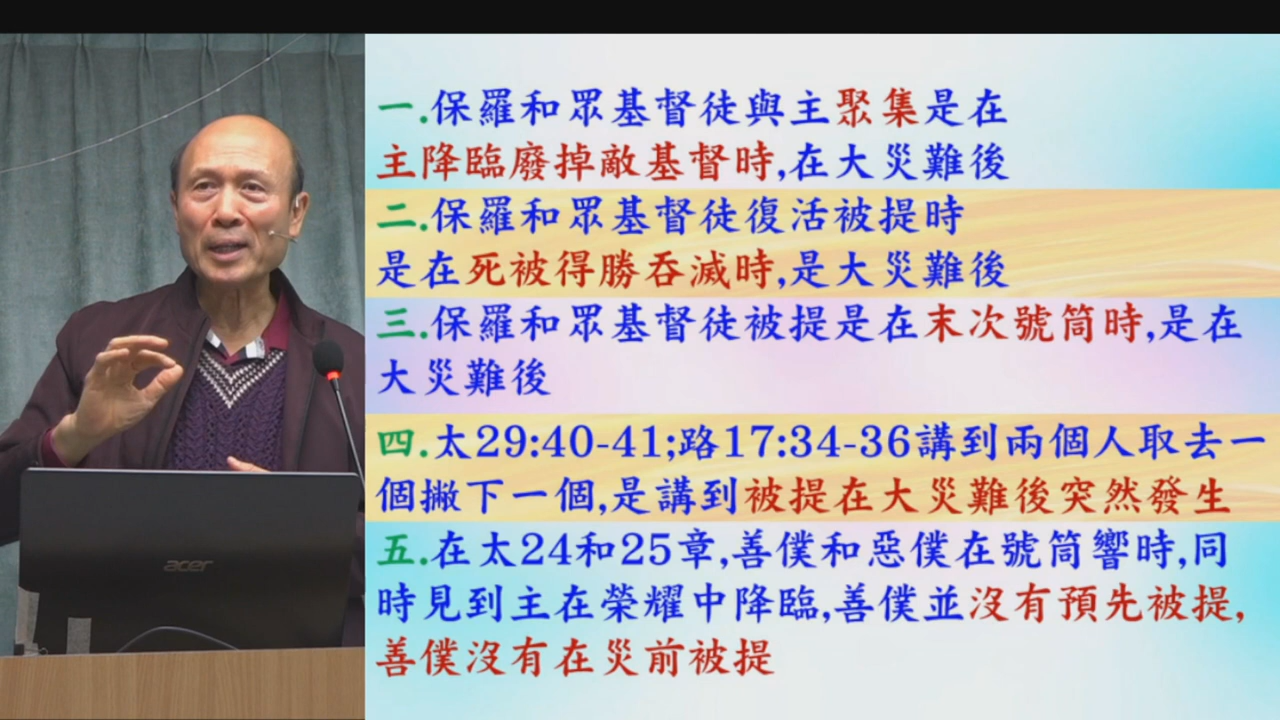 acer
一.保羅和眾基督徒與主聚集是在
主降臨廢掉敵基督時,在大災難後
二.保羅和眾基督徒復活被提時
是在死被得勝吞滅時,是大災難後
三.保羅和眾基督徒被提是在末次號筒時,是在
大災難後
四.太29:40-41;路17:34-36講到兩個人取去一
個撇下一個,是講到被提在大災難後突然發生
五.在太24和25章,善僕和惡僕在號筒響時,同
時見到主在榮耀中降臨,善僕並沒有預先被提,
善僕沒有在災前被提